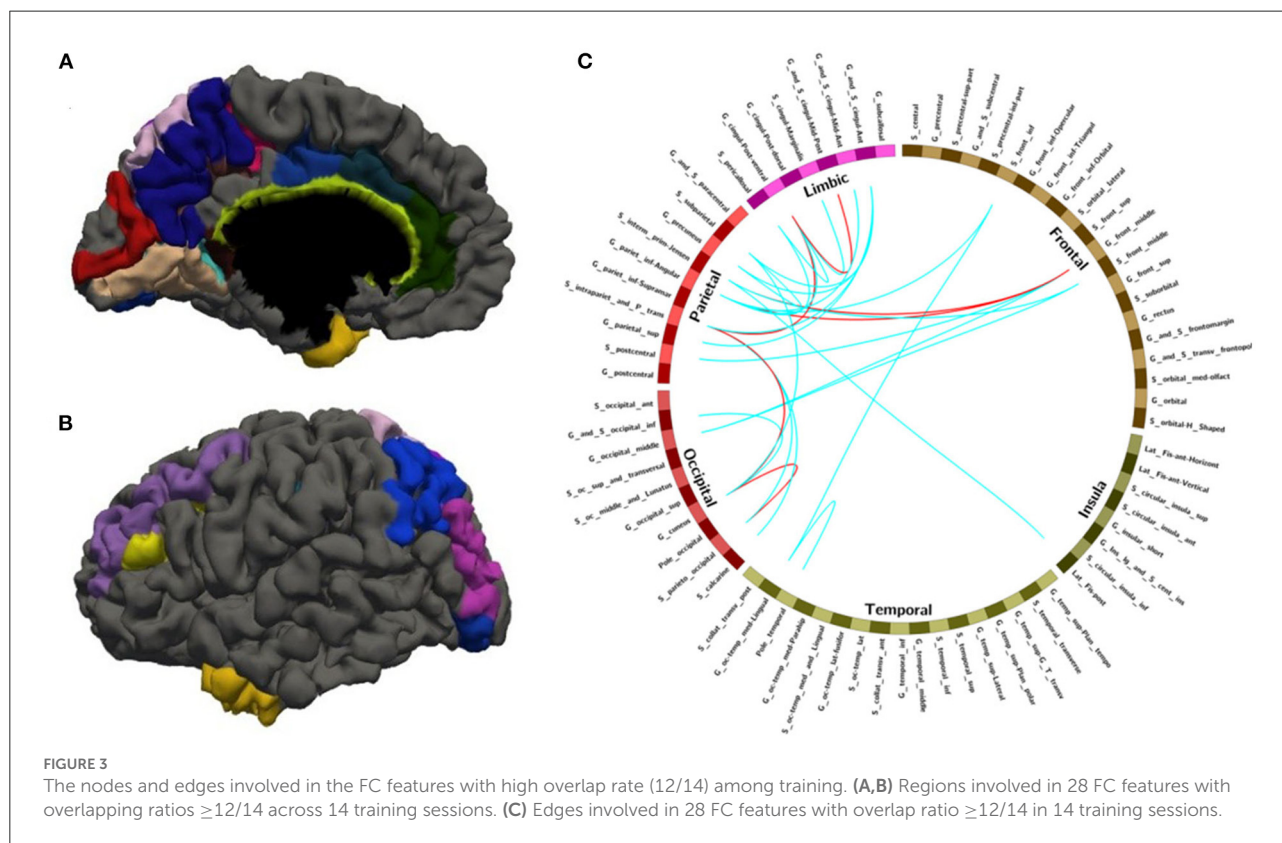 A
B
C
G_subcallosal
G_and_S_cingul-Ant
G_and_S_cingul-Mid-Ant
G_and_S_cingul-Mid-Post
S_cingul-Marginalis
G_cingul-Post-dorsal
G_cingul-Post-ventral
S_pericallosal
Limbic
G_and_S_paracentral
S_subparietal
G_precuneus
S_interm_prim-Jensen
G_pariet_inf-Angular
G_pariet_inf-Supramar
S_intrapariet_and_P_trans
G_parietal_sup
S_postcentral
G_postcentral
Parietal
S_occipital_ant
G_and_S_occipital_inf
G_occipital_middle
S_oc_sup_and_transversal
S_oc_middle_and_Lunatus
G_occipital_sup
G_cuneus
Pole_occipital
S_parieto_occipital
S_calcarine
Occipital
S_collat_transv_post
G_oc-temp_med-Lingual
Pole_temporal
G_oc-temp_med-Parahip
S_oc-temp_med_and_Lingual
G_oc-temp_lat-fusifor
S_oc-temp_lat
S_collat_transv_ant
G_temporal_inf
G_temporal_middle
S_temporal_inf
S_temporal_sup
G_temp_sup-Lateral
G_temp_sup-Plan_polar
G_temp_sup-G_T_transv
S_temporal_transverse
G_temp_sup-Plan_tempo
Temporal
Lat_Fis-post
S_circular_insula_inf
G_Ins_lg_and_S_cent_ins
G_insular_short
S_circular_insula_ant
S_circular_insula_sup
Lat_Fis-ant-Vertical
Lat_Fis-ant-Horizont
Insula
S_orbital-H_Shaped
G_orbital
S_orbital_med-olfact
G_and_S_transv_frontopol
G_and_S_frontomargin
G_rectus
S_suborbital
G_front_sup
S_front_middle
G_front_middle
S_front_sup
S_orbital_lateral
G_front_inf-Orbital
G_front_inf-Triangul
G_front_inf-Opercular
S_front_inf
S_precentral-inf-part
G_and_S_subcentral
S_precentral-sup-part
G_precentral
S_central
Frontal
FIGURE 3
The nodes and edges involved in the FC features with high overlap rate (12/14) among training. (A,B) Regions involved in 28 FC features with
overlapping ratios ≥12/14 across 14 training sessions. (C) Edges involved in 28 FC features with overlap ratio ≥12/14 in 14 training sessions.